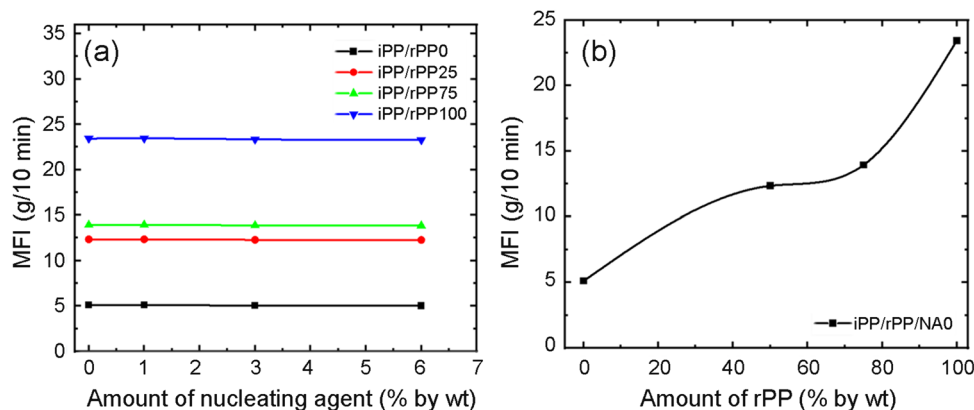 (a)
iPP/rPP0
iPP/rPP25
iPP/rPP75
iPP/rPP100
35
30
25
20
15
10
5
0
MFI (g/10 min)
0 1 2 3 4 5 6 7
Amount of nucleating agent (% by wt)
(b)
25
20
15
10
5
0
MFI (g/10 min)
iPP/rPP/NA0
0 20 40 60 80 100
Amount of rPP (% by wt)